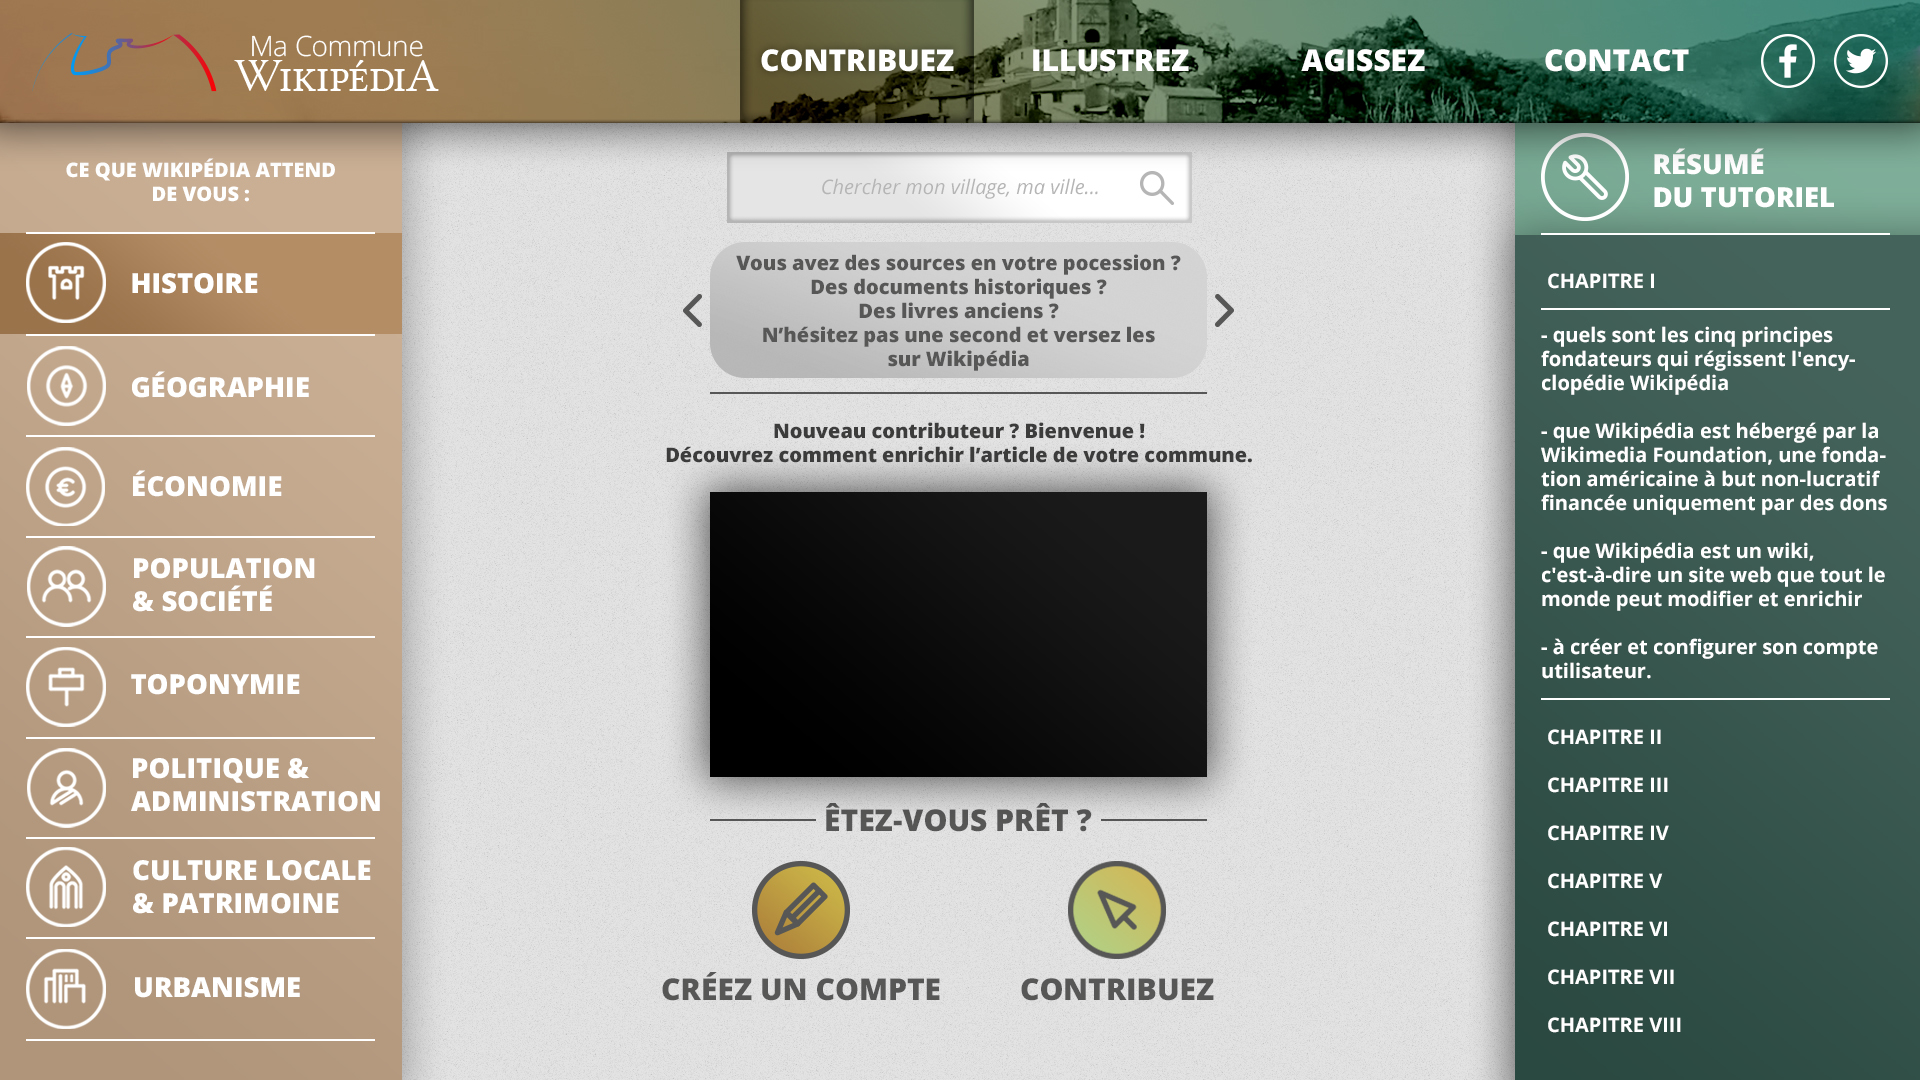 Ma Commune
WIKIPÉDIA
CONTRIBUEZ
ILLUSTREZ
AGISSEZ
CONTACT
CE QUE WIKIPÉDIA ATTEND
DE VOUS :
HISTOIRE
GÉOGRAPHIE
ÉCONOMIE
POPULATION
& SOCIÉTÉ
TOPONYMIE
POLITIQUE &
ADMINISTRATION
CULTURE LOCALE
& PATRIMOINE
URBANISME
Chercher mon village, ma ville...
Vous avez des sources en votre pocession ?
Des documents historiques ?
Des livres anciens ?
N’hésitez pas une second et versez les
sur Wikipédia
Nouveau contributeur ? Bienvenue !
Découvrez comment enrichir l’article de votre commune.
ÊTEZ-VOUS PRÊT ?
CRÉEZ UN COMPTE
CONTRIBUEZ
RÉSUMÉ
DU TUTORIEL
CHAPITRE I
- quels sont les cinq principes
fondateurs qui régissent l'ency-
clopédie Wikipédia
- que Wikipédia est hébergé par la
Wikimedia Foundation, une fonda-
tion américaine à but non-lucratif
financée uniquement par des dons
- que Wikipédia est un wiki,
c'est-à-dire un site web que tout le
monde peut modifier et enrichir
- à créer et configurer son compte
utilisateur.
CHAPITRE II
CHAPITRE III
CHAPITRE IV
CHAPITRE V
CHAPITRE VI
CHAPITRE VII
CHAPITRE VIII